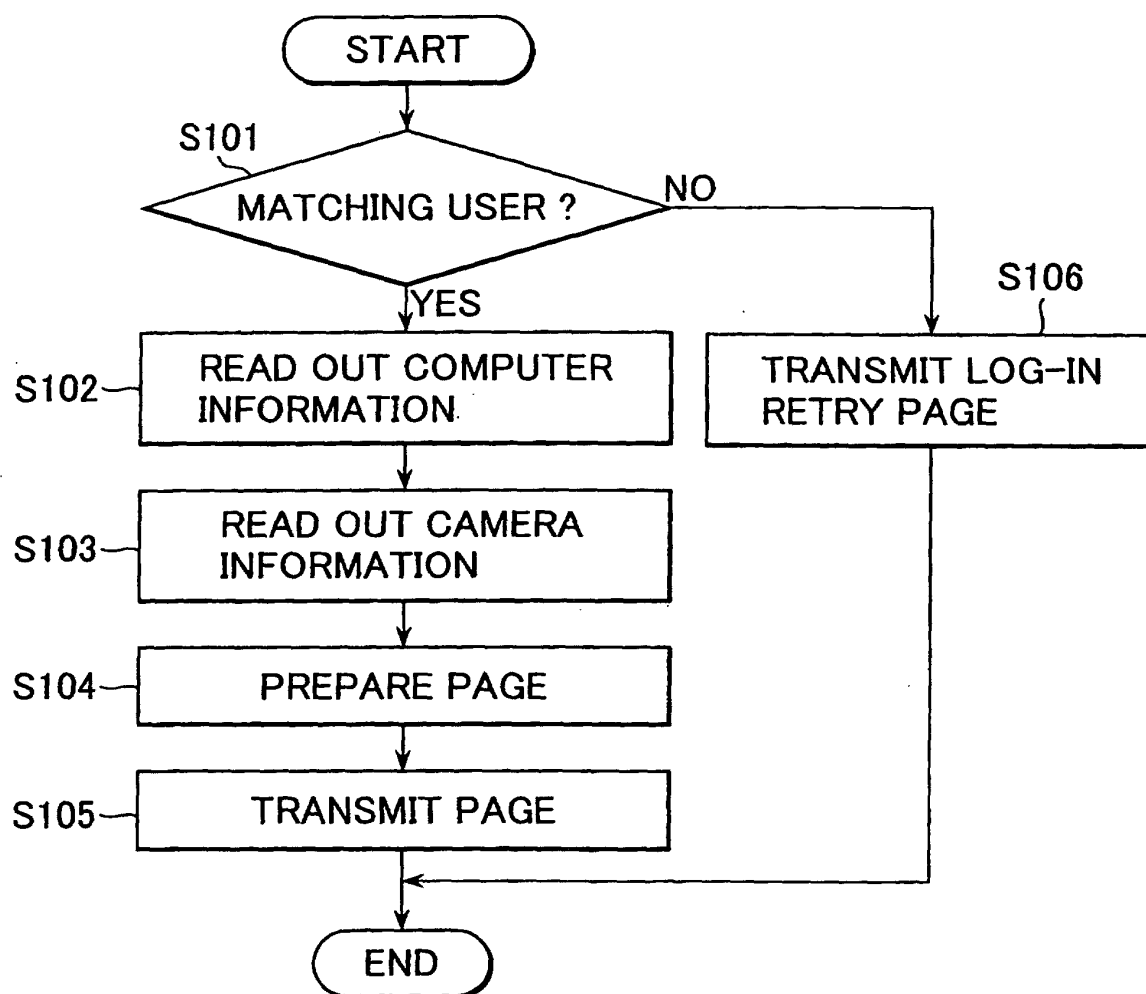 START
S101
MATCHING USER ?
NO
YES
S106
S102
READ OUT COMPUTER
INFORMATION
TRANSMIT LOG-IN
RETRY PAGE
S103
READ OUT CAMERA
INFORMATION
S104
PREPARE PAGE
S105
TRANSMIT PAGE
END